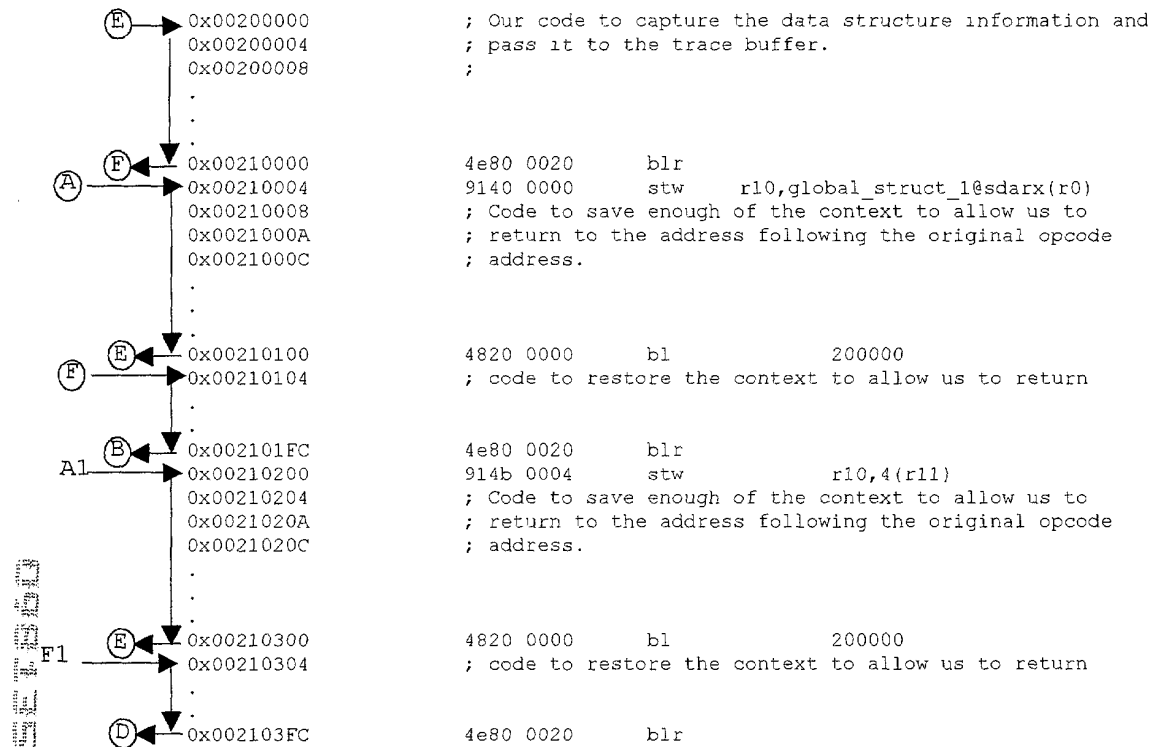 E 0x00200000 ; Our code to capture the data structure information and
0x00200004 ; pass it to the trace buffer.
0x00200008 ;
.
.
.
F 0x00210000 4e80 0020 blr
A 0x00210004 9140 0000 stw r10,global_struct_1@sdarx(r0)
0x00210008 ; Code to save enough of the context to allow us to
0x0021000A ; return to the address following the original opcode
0x0021000C ; address.
.
.
.
E 0x00210100 4820 0000 bl 200000
F 0x00210104 ; code to restore the context to allow us to return
.
.
B 0x002101FC 4e80 0020 blr
A1 0x00210200 914b 0004 stw r10,4(r11)
0x00210204 ; Code to save enough of the context to allow us to
0x0021020A ; return to the address following the original opcode
0x0021020C ; address.
.
.
.
E 0x00210300 4820 0000 bl 200000
F1 0x00210304 ; code to restore the context to allow us to return
.
.
D 0x002103FC 4e80 0020 blr